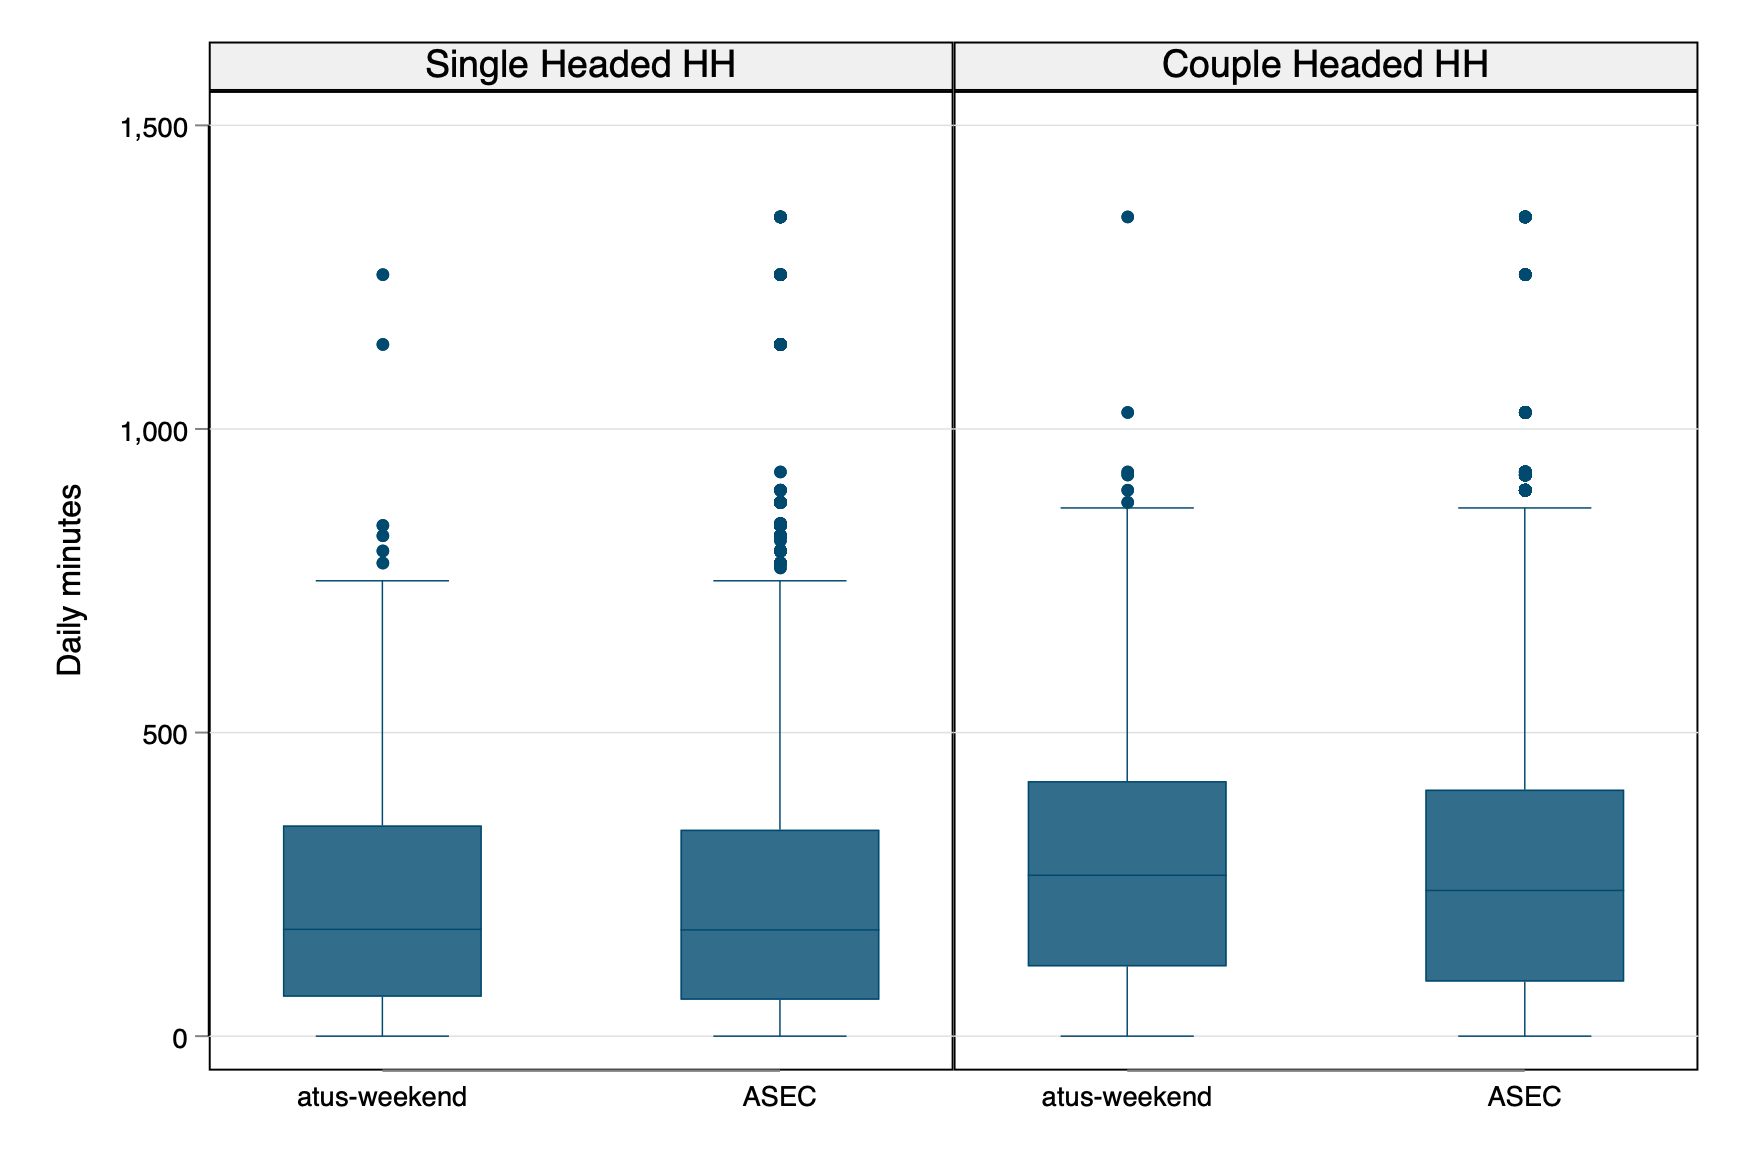 Single Headed HH
Couple Headed HH
1,500
1,000
500
0
Daily minutes
atus-weekend
ASEC
atus-weekend
ASEC